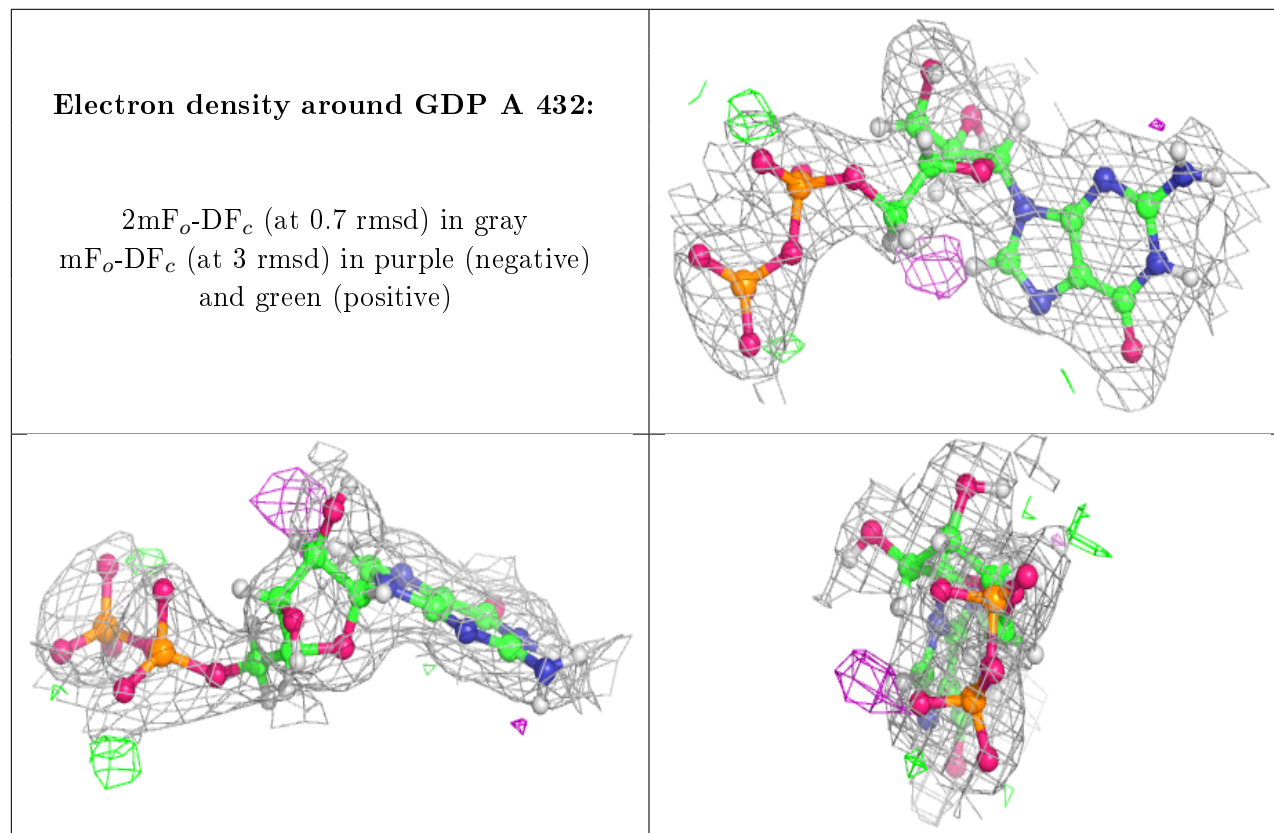 Electron density around GDP A 432:
2mFo-DFc (at 0.7 rmsd) in gray
mFo-DFc (at 3 rmsd) in purple (negative)
and green (positive)